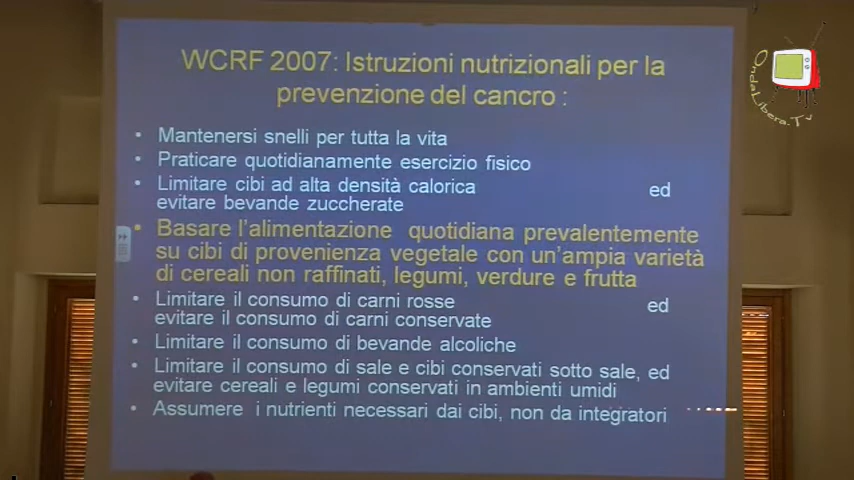 WCRF 2007: Istruzioni nutrizionali per la
prevenzione del cancro :
• Mantenersi snelli per tutta la vita
• Praticare quotidianamente esercizio fisico
• Limitare cibi ad alta densità calorica ed
evitare bevande zuccherate
• Basare l'alimentazione quotidiana prevalentemente
su cibi di provenienza vegetale con un'ampia varietà
di cereali non raffinati, legumi, verdure e frutta
• Limitare il consumo di carni rosse ed
evitare il consumo di carni conservate
• Limitare il consumo di bevande alcoliche
• Limitare il consumo di sale e cibi conservati sotto sale, ed
evitare cereali e legumi conservati in ambienti umidi
• Assumere i nutrienti necessari dai cibi, non da integratori
OndaLibera.Tv